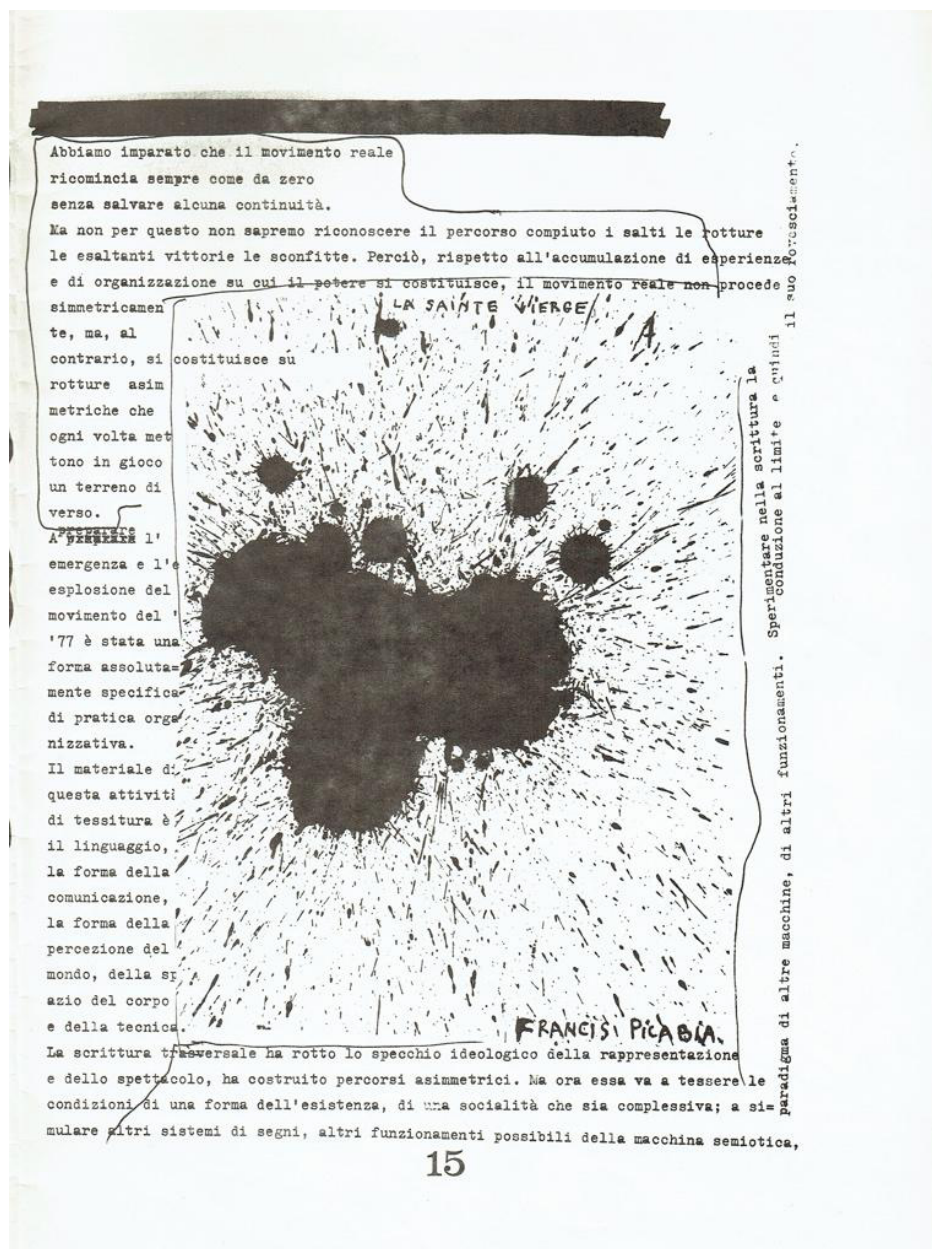 Abbiamo imparato che il movimento reale
ricomincia sempre come da zero
senza salvare alcuna continuità.
Ma non per questo non sapremo riconoscere il percorso compiuto i salti le rotture
le esaltanti vittorie le sconfitte. Perciò, rispetto all'accumulazione di esperienze
e di organizzazione su cui il potere si costituisce, il movimento reale non procede
simmetricamen
te, ma, al
contrario, si costituisce su
rotture asim
metriche che
ogni volta met
tono in gioco
un terreno di
verso.
preparare
A l'
emergenza e l'e
esplosione del
movimento del '
'77 è stata una
forma assoluta=
mente specifica
di pratica orga
nizzativa.
Il materiale di
questa attività
di tessitura è
il linguaggio,
la forma della
comunicazione,
la forma della
percezione del
mondo, della sp
azio del corpo
e della tecnica.
La scrittura trasversale ha rotto lo specchio ideologico della rappresentazione
e dello spettacolo, ha costruito percorsi asimmetrici. Ma ora essa va a tessere le
condizioni di una forma dell'esistenza, di una socialità che sia complessiva; a si=
mulare altri sistemi di segni, altri funzionamenti possibili della macchina semiotica,
paradigma di altre macchine, di altri funzionamenti. Sperimentare nella scrittura la
conduzione al limite e quindi
il suo rovesciamento.
LA SAINTE VIERGE
A
FRANCIS PICABIA.
15